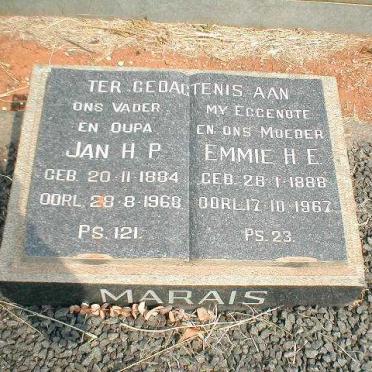 TER GEDAGTENIS AAN
ONS VADER
EN OUPA
JAN H. P.
GEB. 20-11-1884
OORL. 28-8-1968
PS. 121.
MY EGGENOTE
EN ONS MOEDER
EMMIE H. E.
GEB. 28-1-1888
OORL. 17-10-1967
PS. 23.
MARAIS